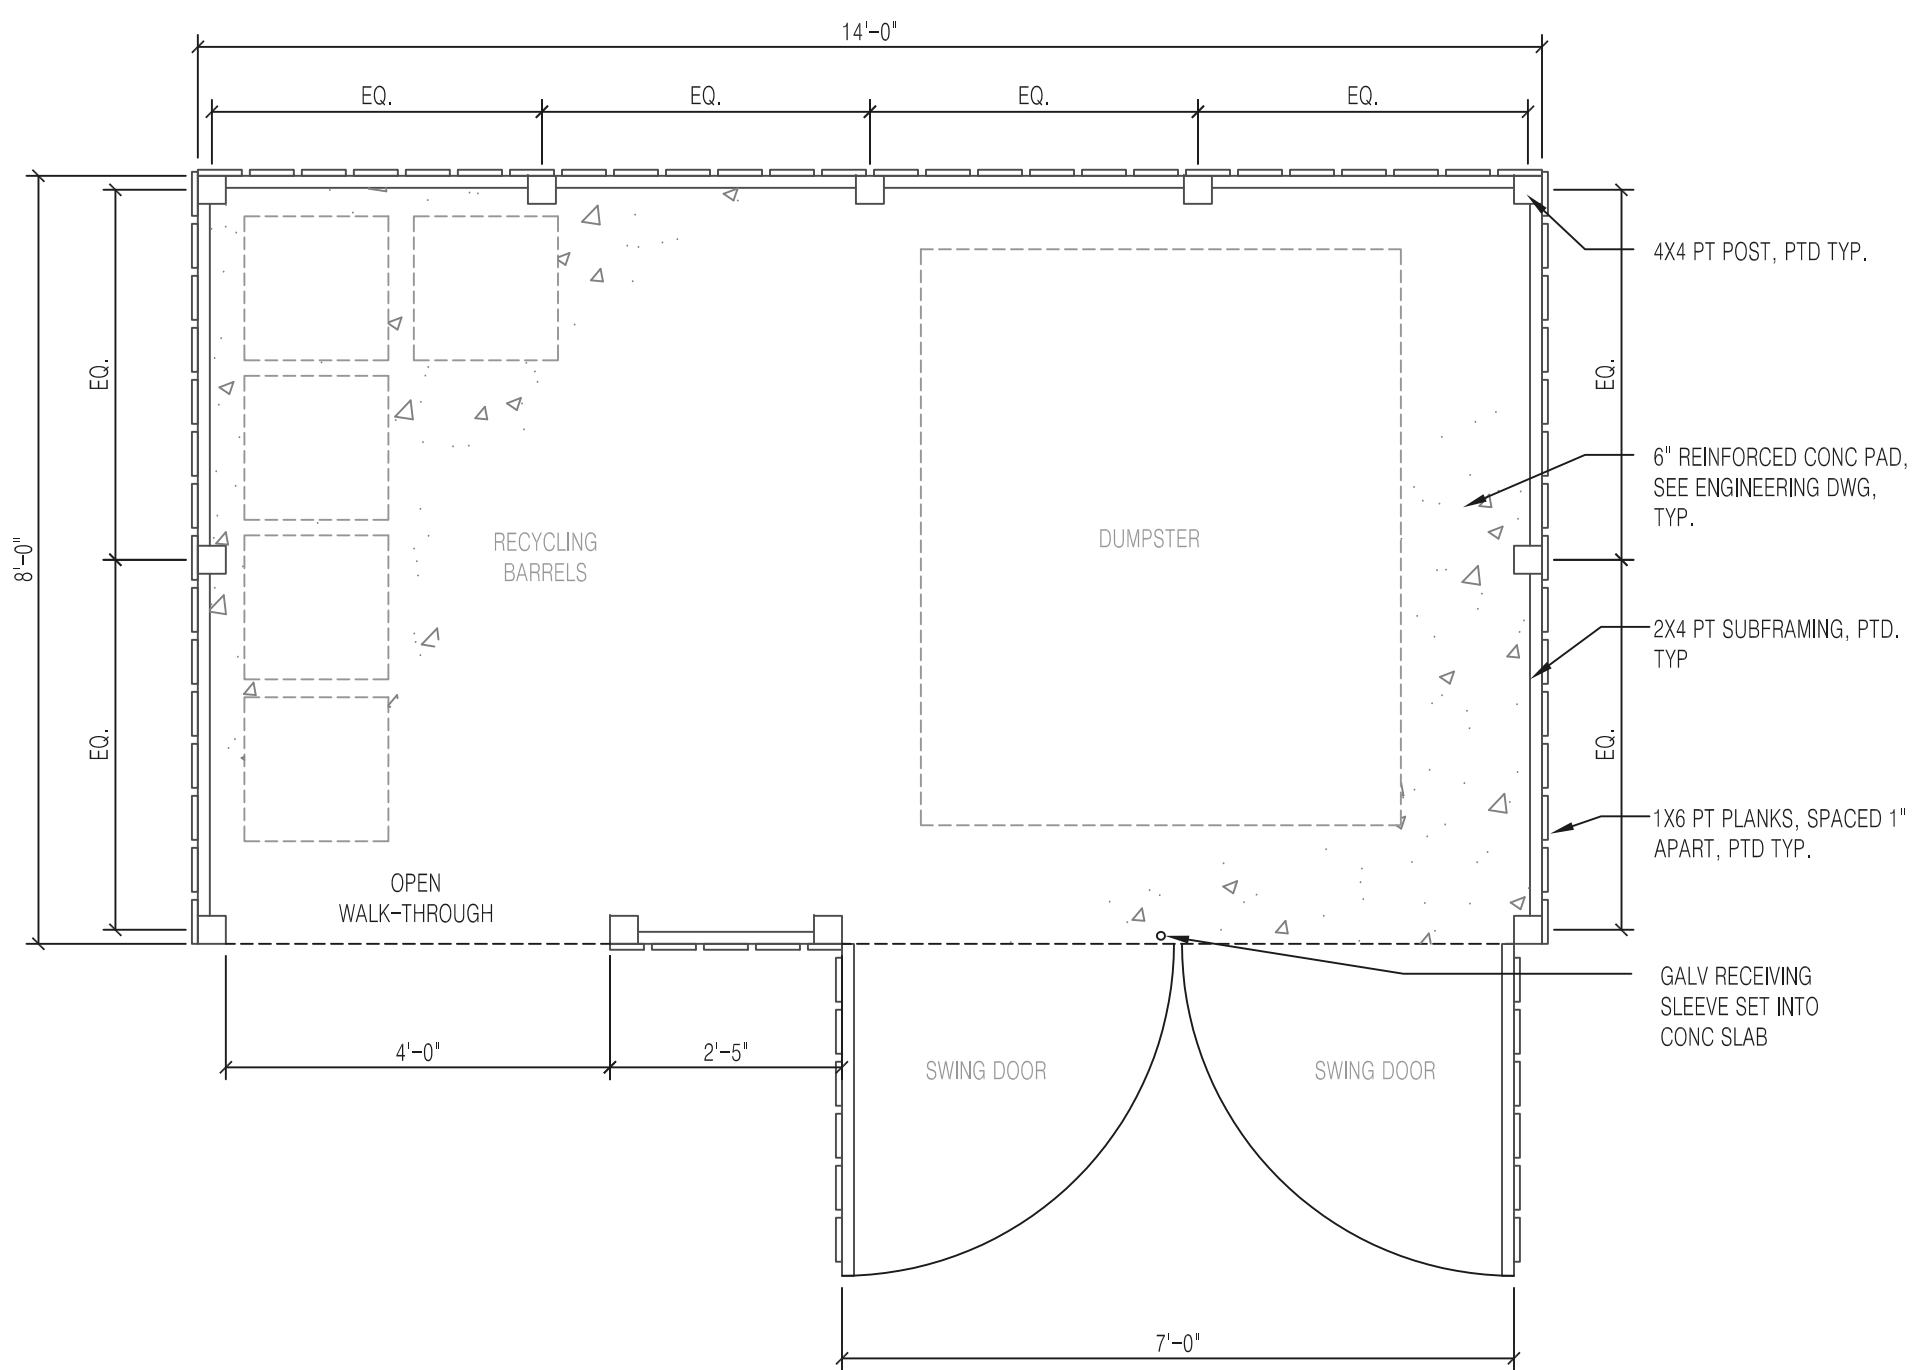 14'-0"
EQ.
EQ.
EQ.
EQ.
4X4 PT POST, PTD TYP.
EQ.
EQ.
6" REINFORCED CONC PAD,
SEE ENGINEERING DWG,
TYP.
RECYCLING
BARRELS
DUMPSTER
8'-0"
2X4 PT SUBFRAMING, PTD.
TYP
EQ.
EQ.
1X6 PT PLANKS, SPACED 1"
APART, PTD TYP.
OPEN
WALK-THROUGH
GALV RECEIVING
SLEEVE SET INTO
CONC SLAB
4'-0"
2'-5"
SWING DOOR
SWING DOOR
7'-0"